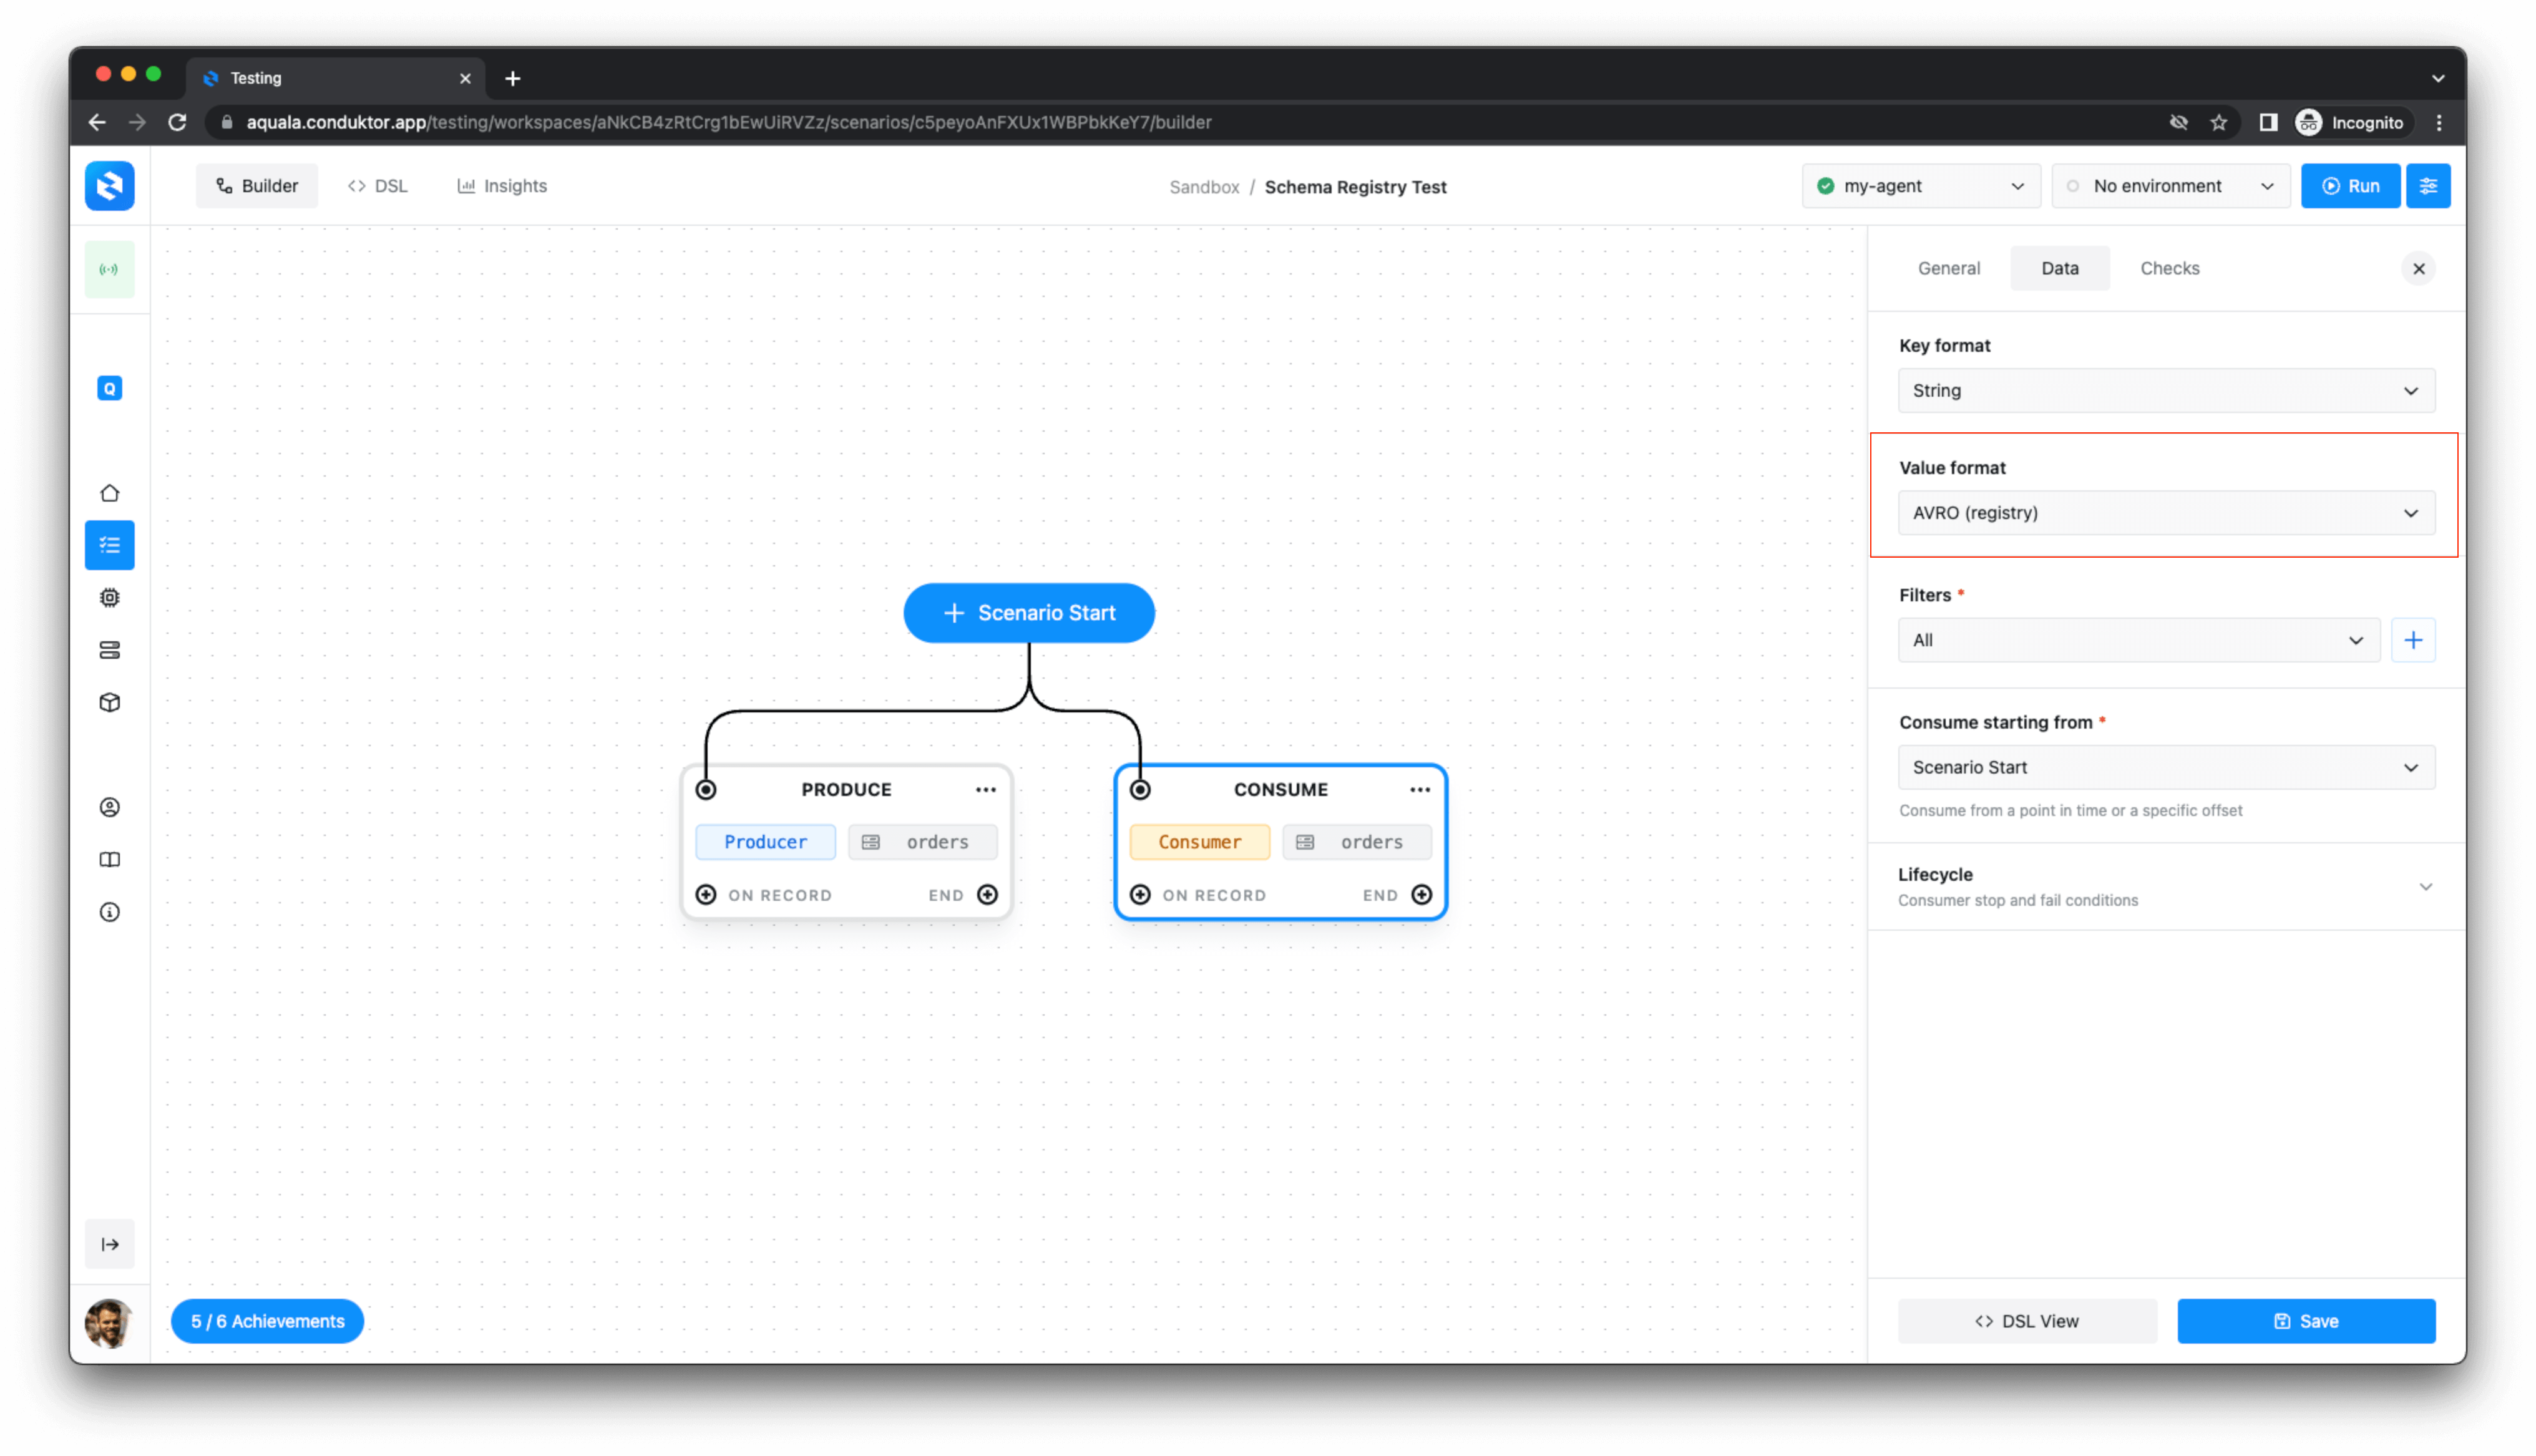 Testing
aquala.conduktor.app/testing/workspaces/aNkCB4zRtCrg1bEwUiRVZz/scenarios/c5peyoAnFXUx1WBPbkKeY7/builder
Incognito
Builder
<> DSL
Insights
Sandbox / Schema Registry Test
my-agent
No environment
Run
General
Data
Checks
Key format
String
Q
Value format
AVRO (registry)
Filters *
All
+ Scenario Start
Consume starting from *
Scenario Start
Consume from a point in time or a specific offset
PRODUCE
Producer
orders
ON RECORD
END
CONSUME
Consumer
orders
ON RECORD
END
Lifecycle
Consumer stop and fail conditions
5 / 6 Achievements
<> DSL View
Save